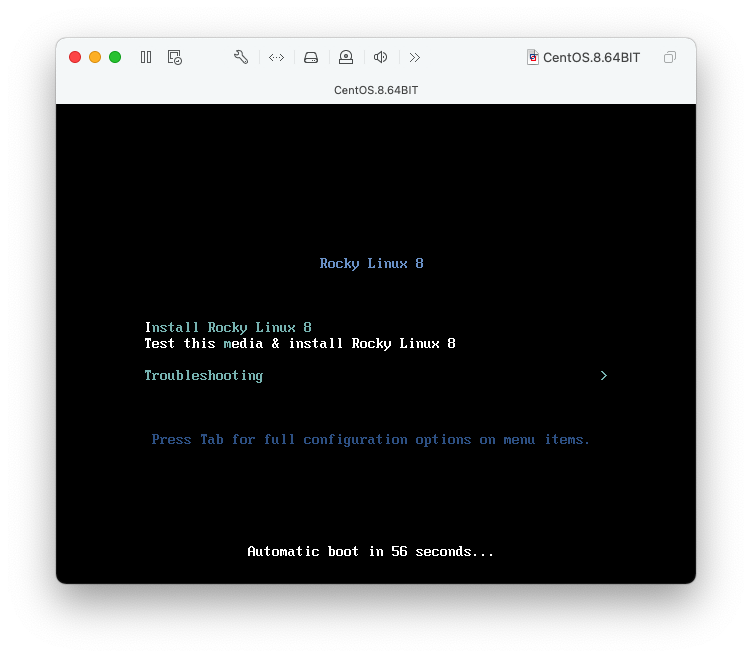 CentOS.8.64BIT
CentOS.8.64BIT
Rocky Linux 8
Install Rocky Linux 8
Test this media & install Rocky Linux 8
Troubleshooting >
Press Tab for full configuration options on menu items.
Automatic boot in 56 seconds...